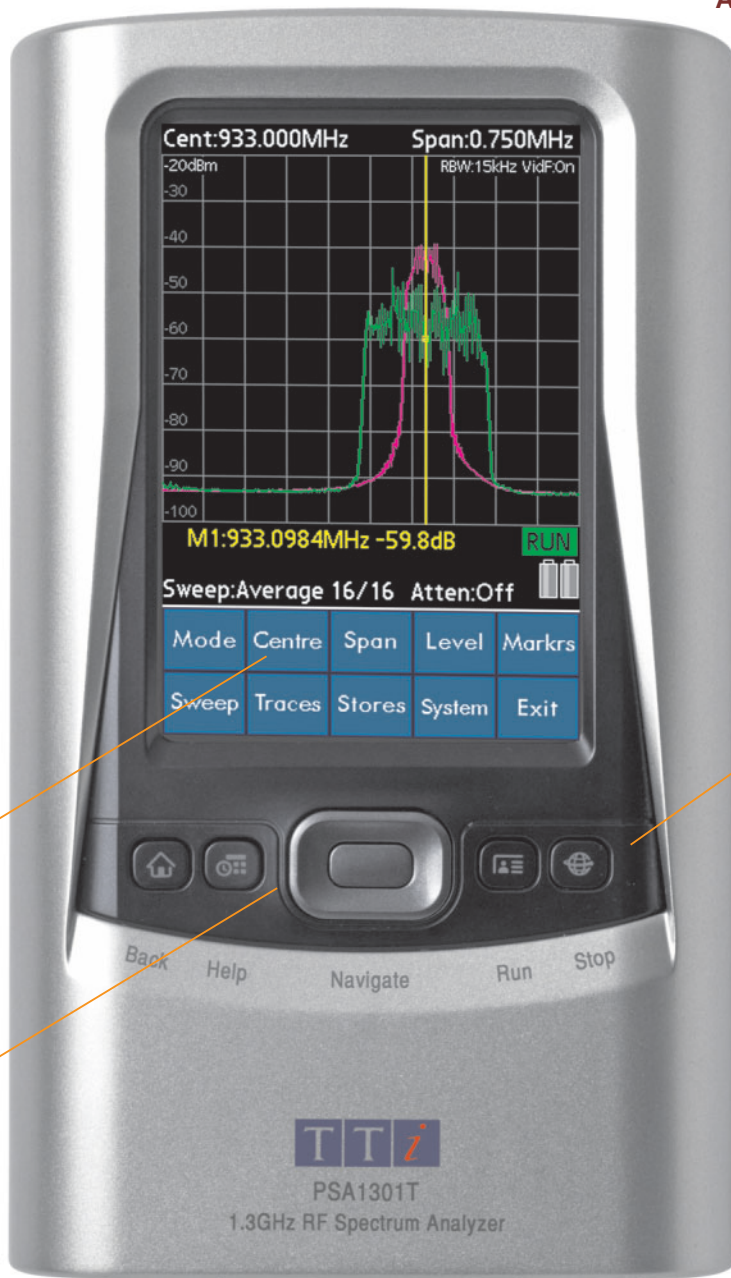 A
Cent:933.000MHz Span:0.750MHz
-20dBm RBW:15kHz VidF:On
-30
-40
-50
-60
-70
-80
-90
-100
M1:933.0984MHz -59.8dB RUN
Sweep:Average 16/16 Atten:Off
Mode Centre Span Level Markrs
Sweep Traces Stores System Exit
Back Help Navigate Run Stop
TTi
PSA1301T
1.3GHz RF Spectrum Analyzer